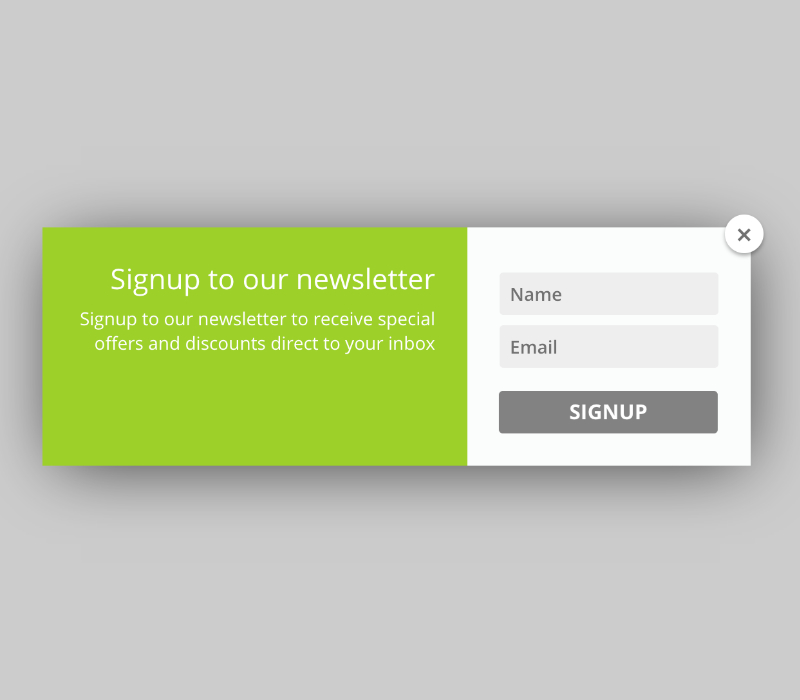 Signup to our newsletter
Signup to our newsletter to receive special
offers and discounts direct to your inbox
Name
Email
SIGNUP